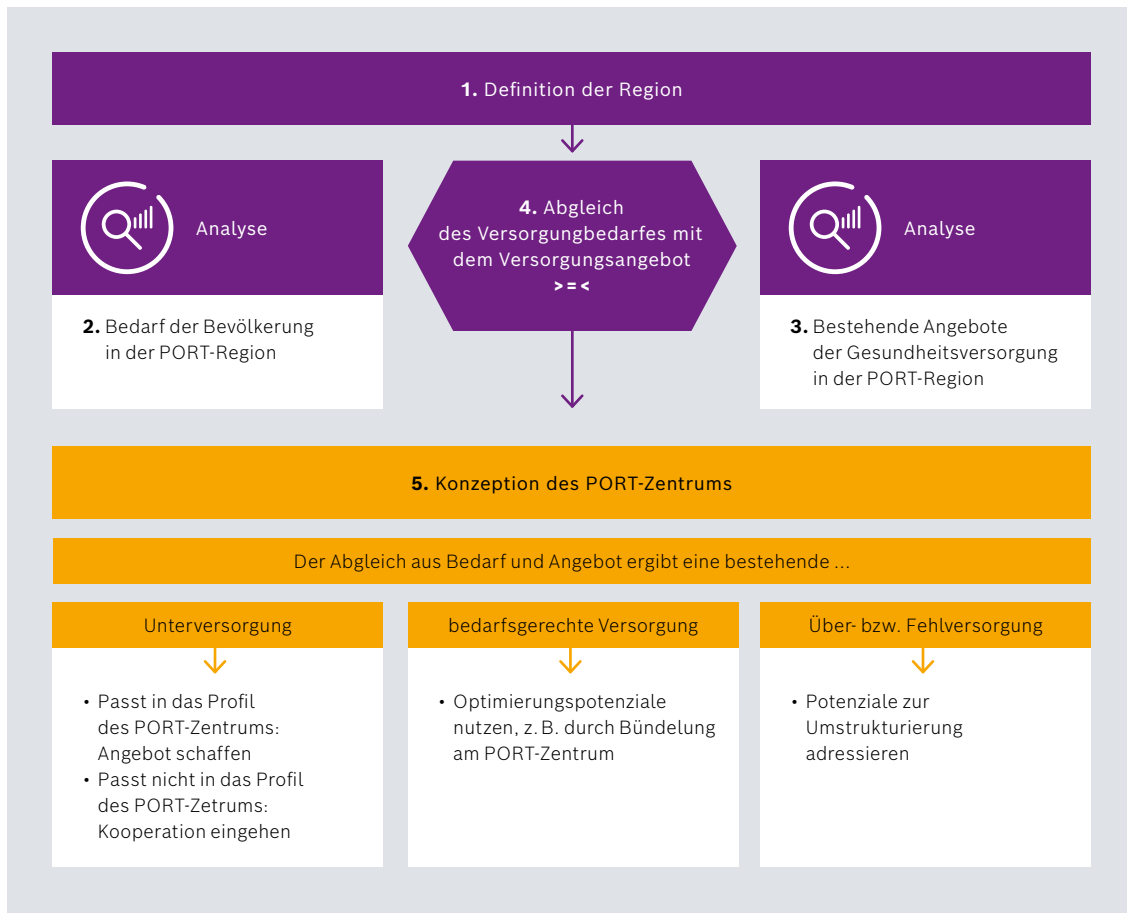 1. Definition der Region
Analyse
2. Bedarf der Bevölkerung
in der PORT-Region
4. Abgleich
des Versorgungbedarfes mit
dem Versorgungsangebot
> = <
Analyse
3. Bestehende Angebote
der Gesundheitsversorgung
in der PORT-Region
5. Konzeption des PORT-Zentrums
Der Abgleich aus Bedarf und Angebot ergibt eine bestehende ...
Unterversorgung
• Passt in das Profil
des PORT-Zentrums:
Angebot schaffen
• Passt nicht in das Profil
des PORT-Zetrums:
Kooperation eingehen
bedarfsgerechte Versorgung
• Optimierungspotenziale
nutzen, z. B. durch Bündelung
am PORT-Zentrum
Über- bzw. Fehlversorgung
• Potenziale zur
Umstrukturierung
adressieren